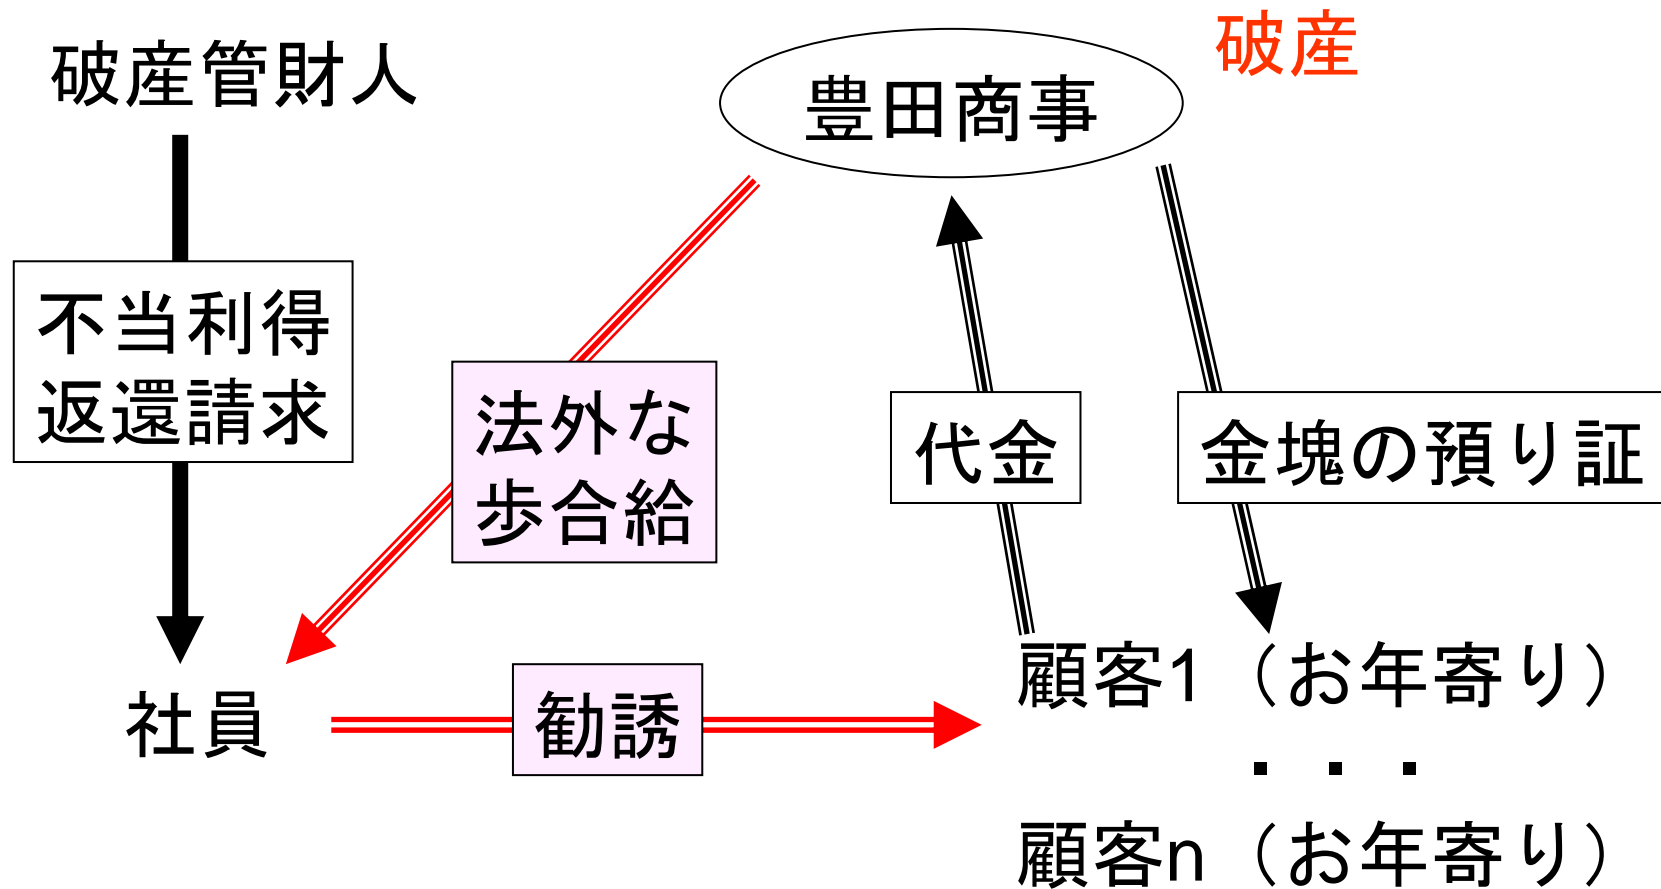 破産
破産管財人
豊田商事
不当利得
返還請求
法外な
歩合給
代金
金塊の預り証
社員
勧誘
顧客1（お年寄り）
・・・
顧客n（お年寄り）